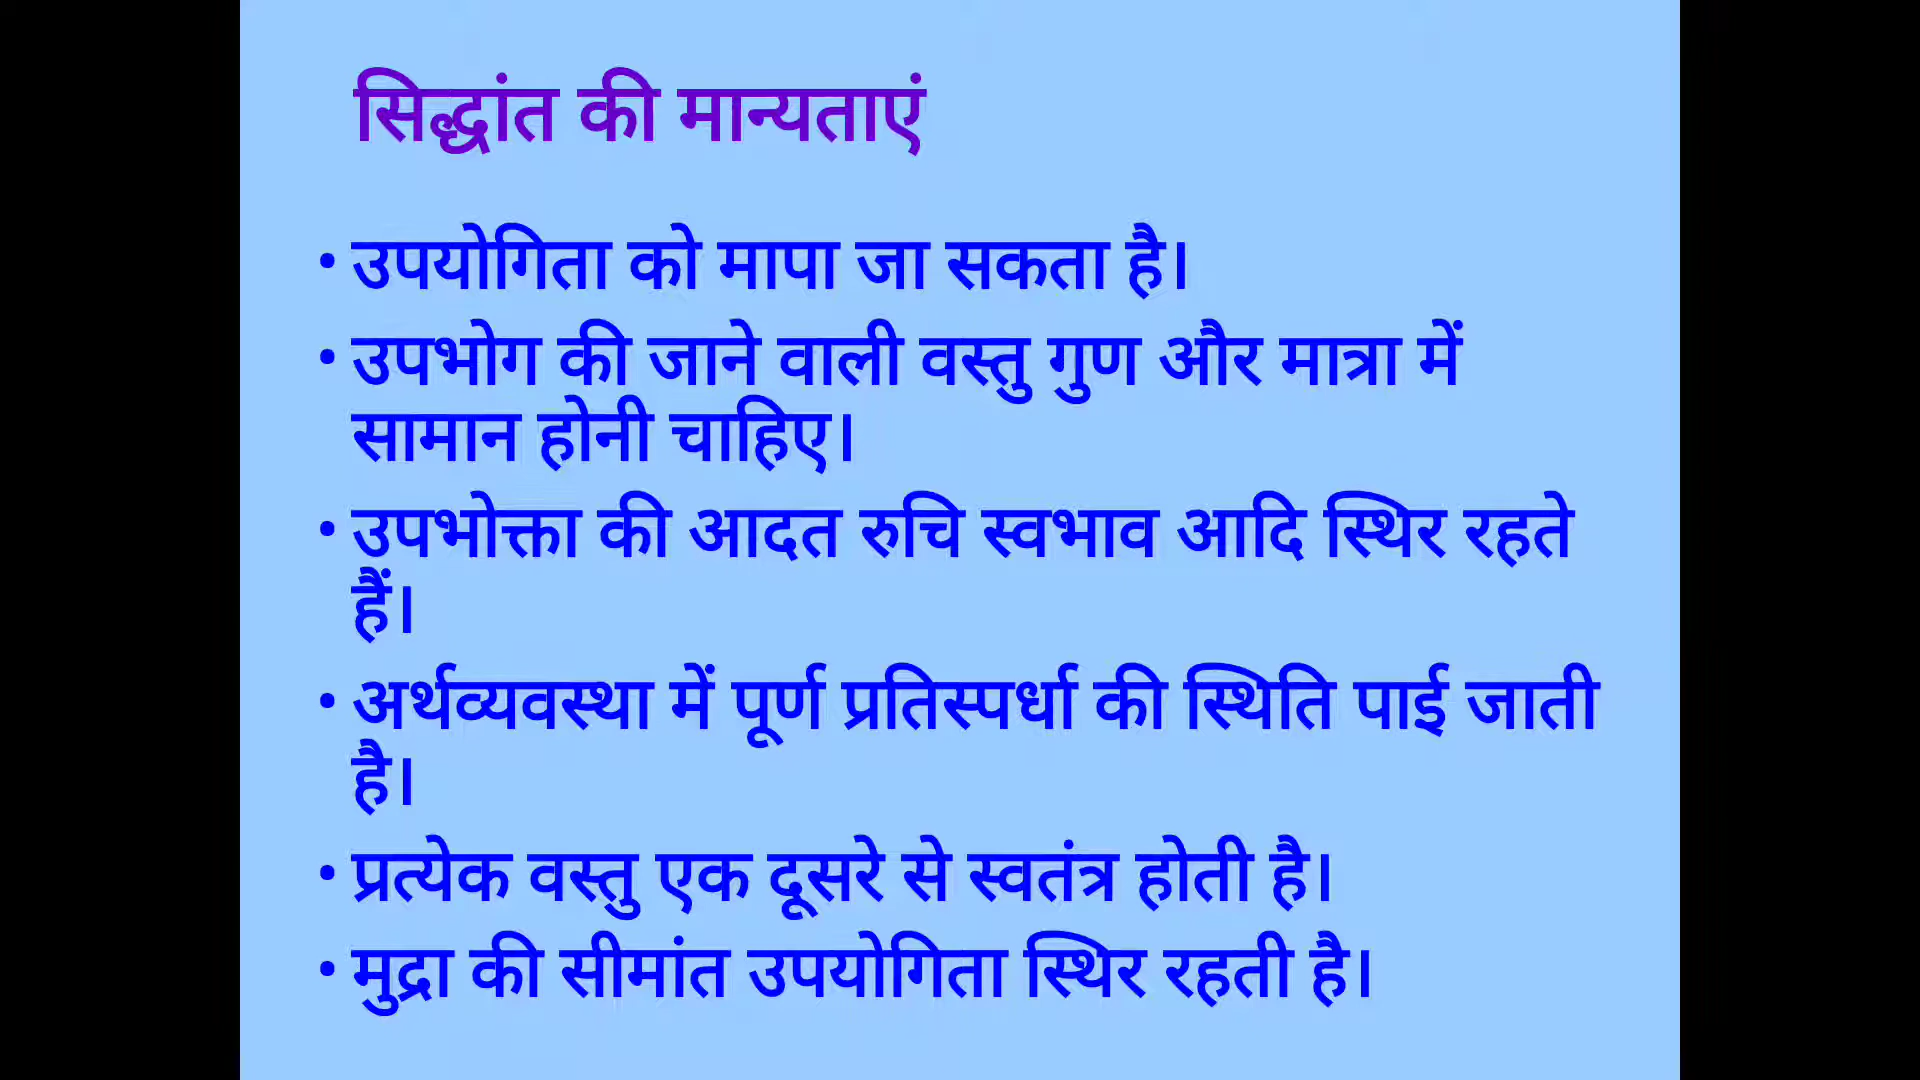 सिद्धांत की मान्यताएं
• उपयोगिता को मापा जा सकता है।
• उपभोग की जाने वाली वस्तु गुण और मात्रा में
सामान होनी चाहिए।
• उपभोक्ता की आदत रुचि स्वभाव आदि स्थिर रहते
हैं।
• अर्थव्यवस्था में पूर्ण प्रतिस्पर्धा की स्थिति पाई जाती
है।
• प्रत्येक वस्तु एक दूसरे से स्वतंत्र होती है।
• मुद्रा की सीमांत उपयोगिता स्थिर रहती है।